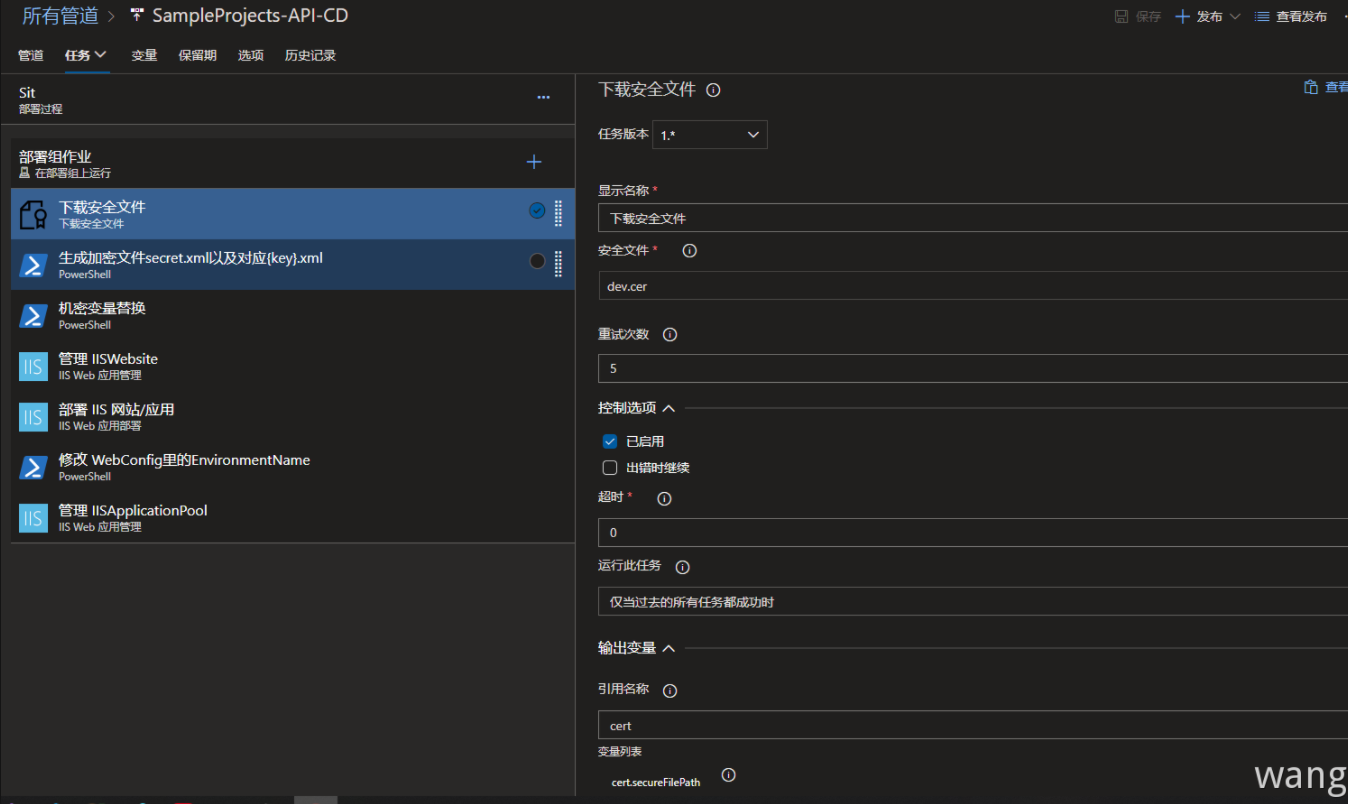 所有管道 > SampleProjects-API-CD
保存 发布 查看发布
管道 任务 变量 保留期 选项 历史记录
Sit
部署过程
部署组作业
在部署组上运行
下载安全文件
下载安全文件
生成加密文件secret.xml以及对应{key}.xml
PowerShell
机密变量替换
PowerShell
管理 IISWebsite
IIS Web 应用管理
部署 IIS 网站/应用
IIS Web 应用部署
修改 WebConfig里的EnvironmentName
PowerShell
管理 IISApplicationPool
IIS Web 应用管理
IIS
IIS
IIS
下载安全文件
查看
任务版本 1.*
显示名称 *
下载安全文件
安全文件 *
dev.cer
重试次数
5
控制选项
已启用
出错时继续
超时 *
0
运行此任务
仅当过去的所有任务都成功时
输出变量
引用名称
cert
变量列表
cert.secureFilePath
wang